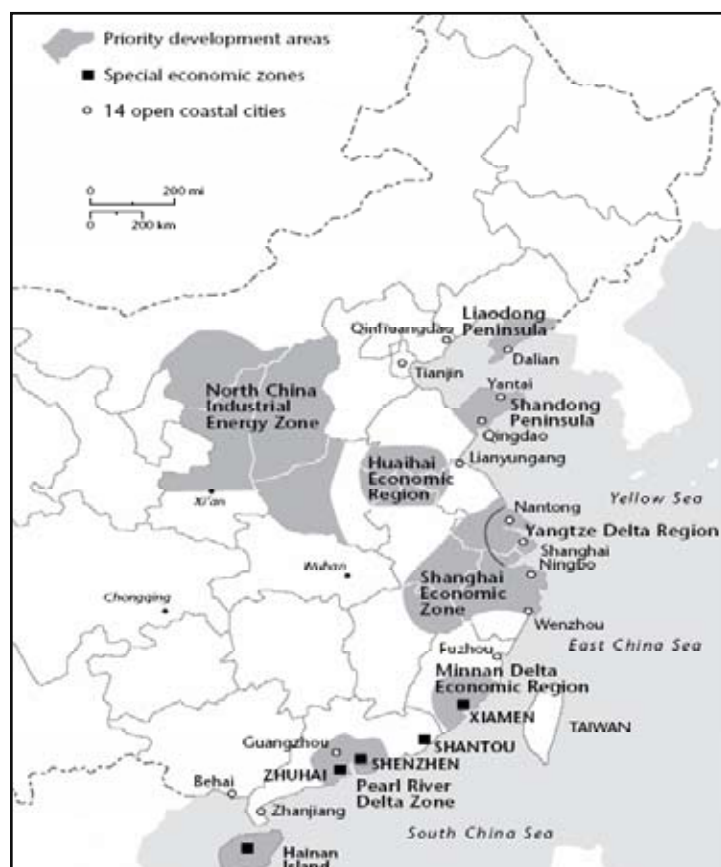 Priority development areas
Special economic zones
14 open coastal cities
0 200 mi
0 200 km
Liaodong
Peninsula
Qinhuangdao
Dalian
Tianjin
Yantai
North China
Industrial
Energy Zone
Shandong
Peninsula
Qingdao
Huaihai
Economic
Region
Lianyungang
Xi'an
Yellow Sea
Nantong
Yangtze Delta Region
Shanghai
Ningbo
Wuhan
Shanghai
Economic
Zone
Chongqing
Wenzhou
East China Sea
Fuzhou
Minnan Delta
Economic Region
XIAMEN
TAIWAN
SHANTOU
Guangzhou
SHENZHEN
ZHUHAI
Pearl River
Delta Zone
Behai
Zhanjiang
South China Sea
Hainan
Island